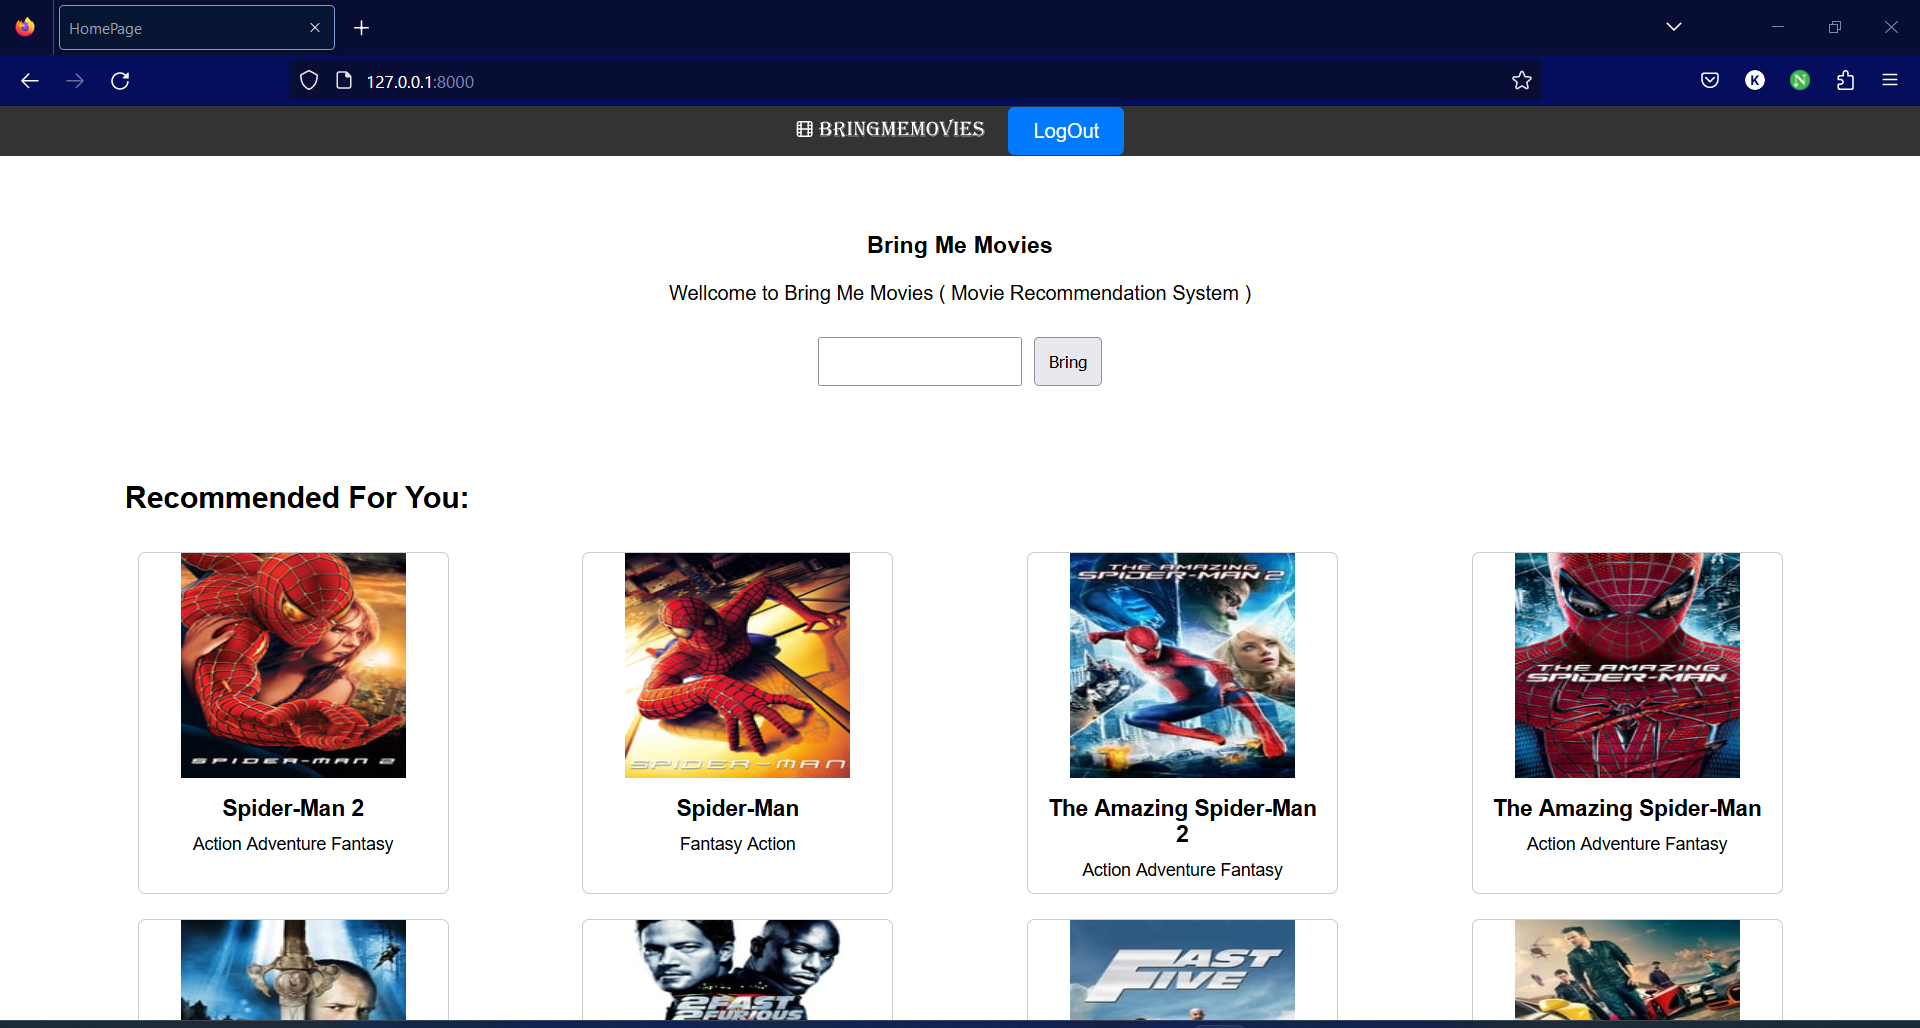 HomePage
127.0.0.1:8000
K
N
BRINGMEMOVIES
LogOut
Bring Me Movies
Wellcome to Bring Me Movies ( Movie Recommendation System )
Bring
Recommended For You:
SPIDER-MAN 2
SPIDER-MAN
THE AMAZING
SPIDER-MAN 2
THE AMAZING
SPIDER-MAN
Spider-Man 2
Action Adventure Fantasy
Spider-Man
Fantasy Action
The Amazing Spider-Man
2
Action Adventure Fantasy
The Amazing Spider-Man
Action Adventure Fantasy
2 FAST
2 FURIOUS
FAST
FIVE